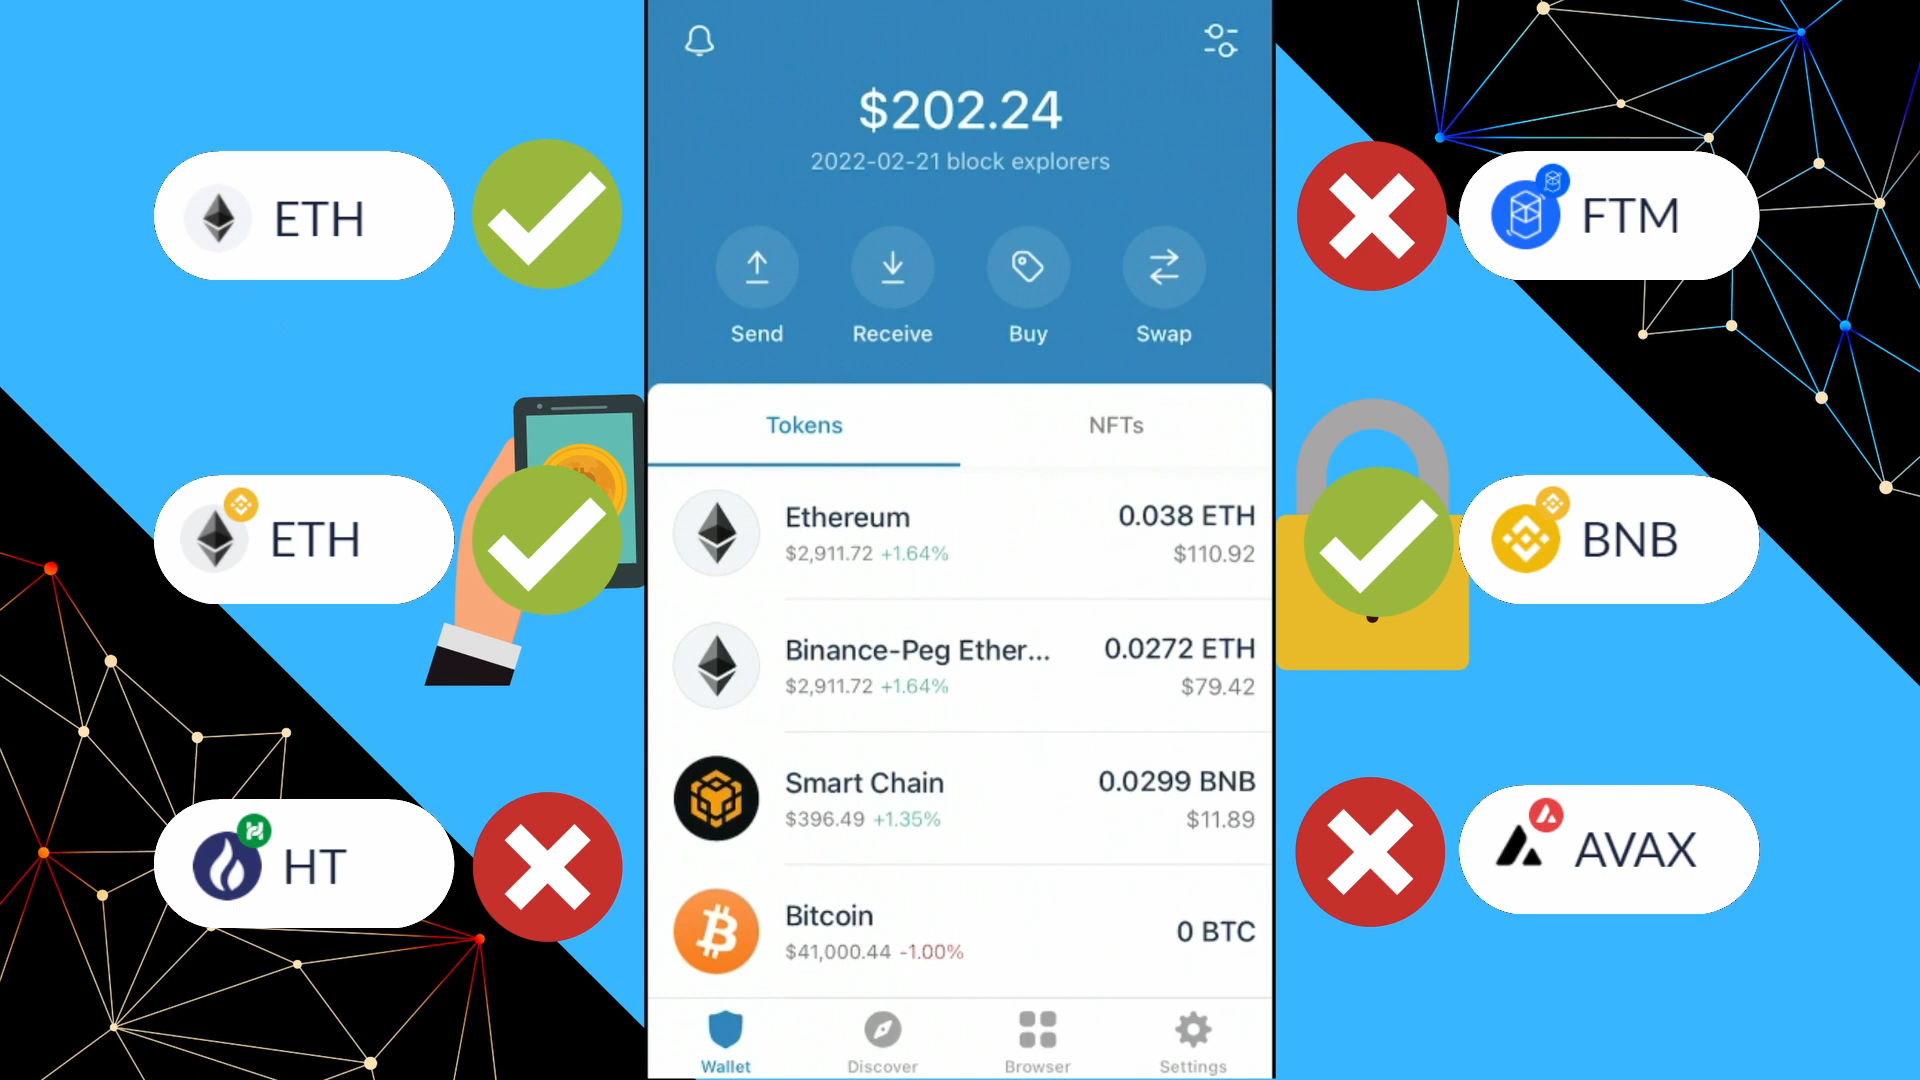 ETH
ETH
HT
$202.24
2022-02-21 block explorers
Send
Receive
Buy
Swap
Tokens
NFTs
Ethereum
0.038 ETH
$2,911.72 +1.64%
$110.92
Binance-Peg Ether...
0.0272 ETH
$2,911.72 +1.64%
$79.42
Smart Chain
0.0299 BNB
$396.49 +1.35%
$11.89
Bitcoin
0 BTC
$41,000.44 -1.00%
Wallet
Discover
Browser
Settings
FTM
BNB
AVAX